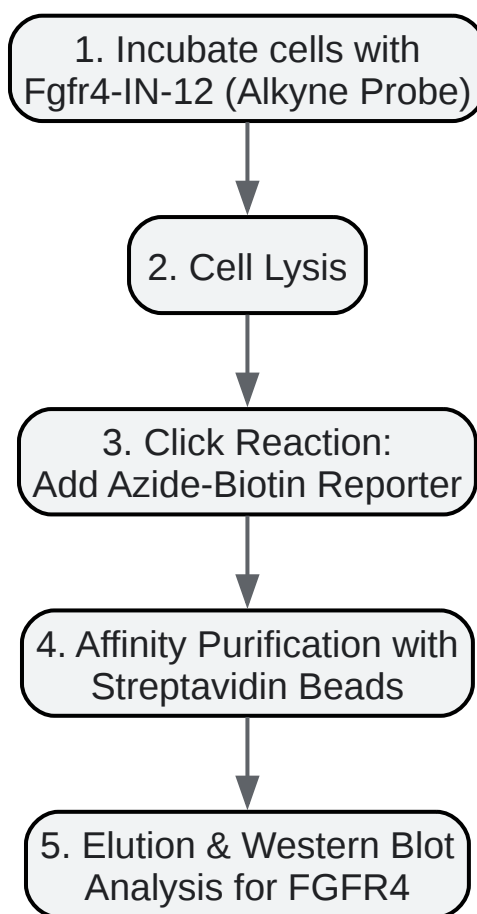 1. Incubate cells with
Fgfr4-IN-12 (Alkyne Probe)
2. Cell Lysis
3. Click Reaction:
Add Azide-Biotin Reporter
4. Affinity Purification with
Streptavidin Beads
5. Elution & Western Blot
Analysis for FGFR4